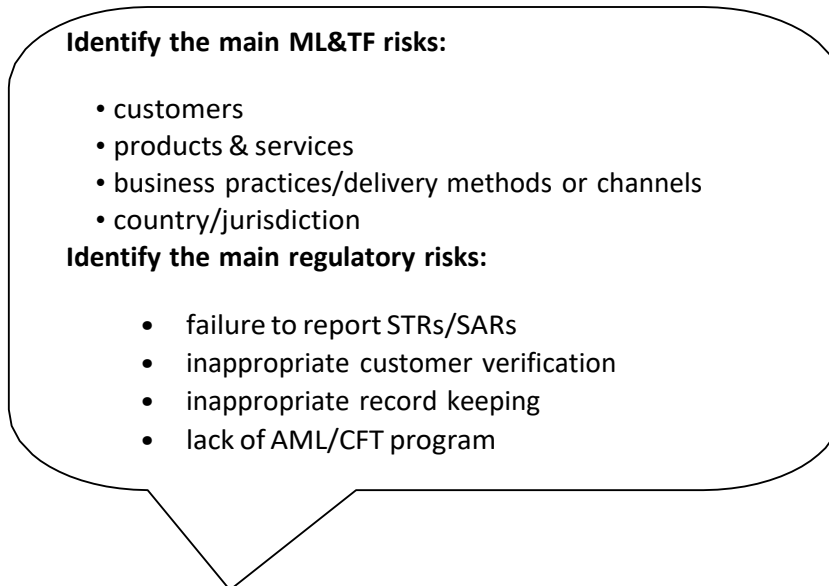 Identify the main ML&TF risks:
• customers
• products & services
• business practices/delivery methods or channels
• country/jurisdiction
Identify the main regulatory risks:
• failure to report STRs/SARs
• inappropriate customer verification
• inappropriate record keeping
• lack of AML/CFT program